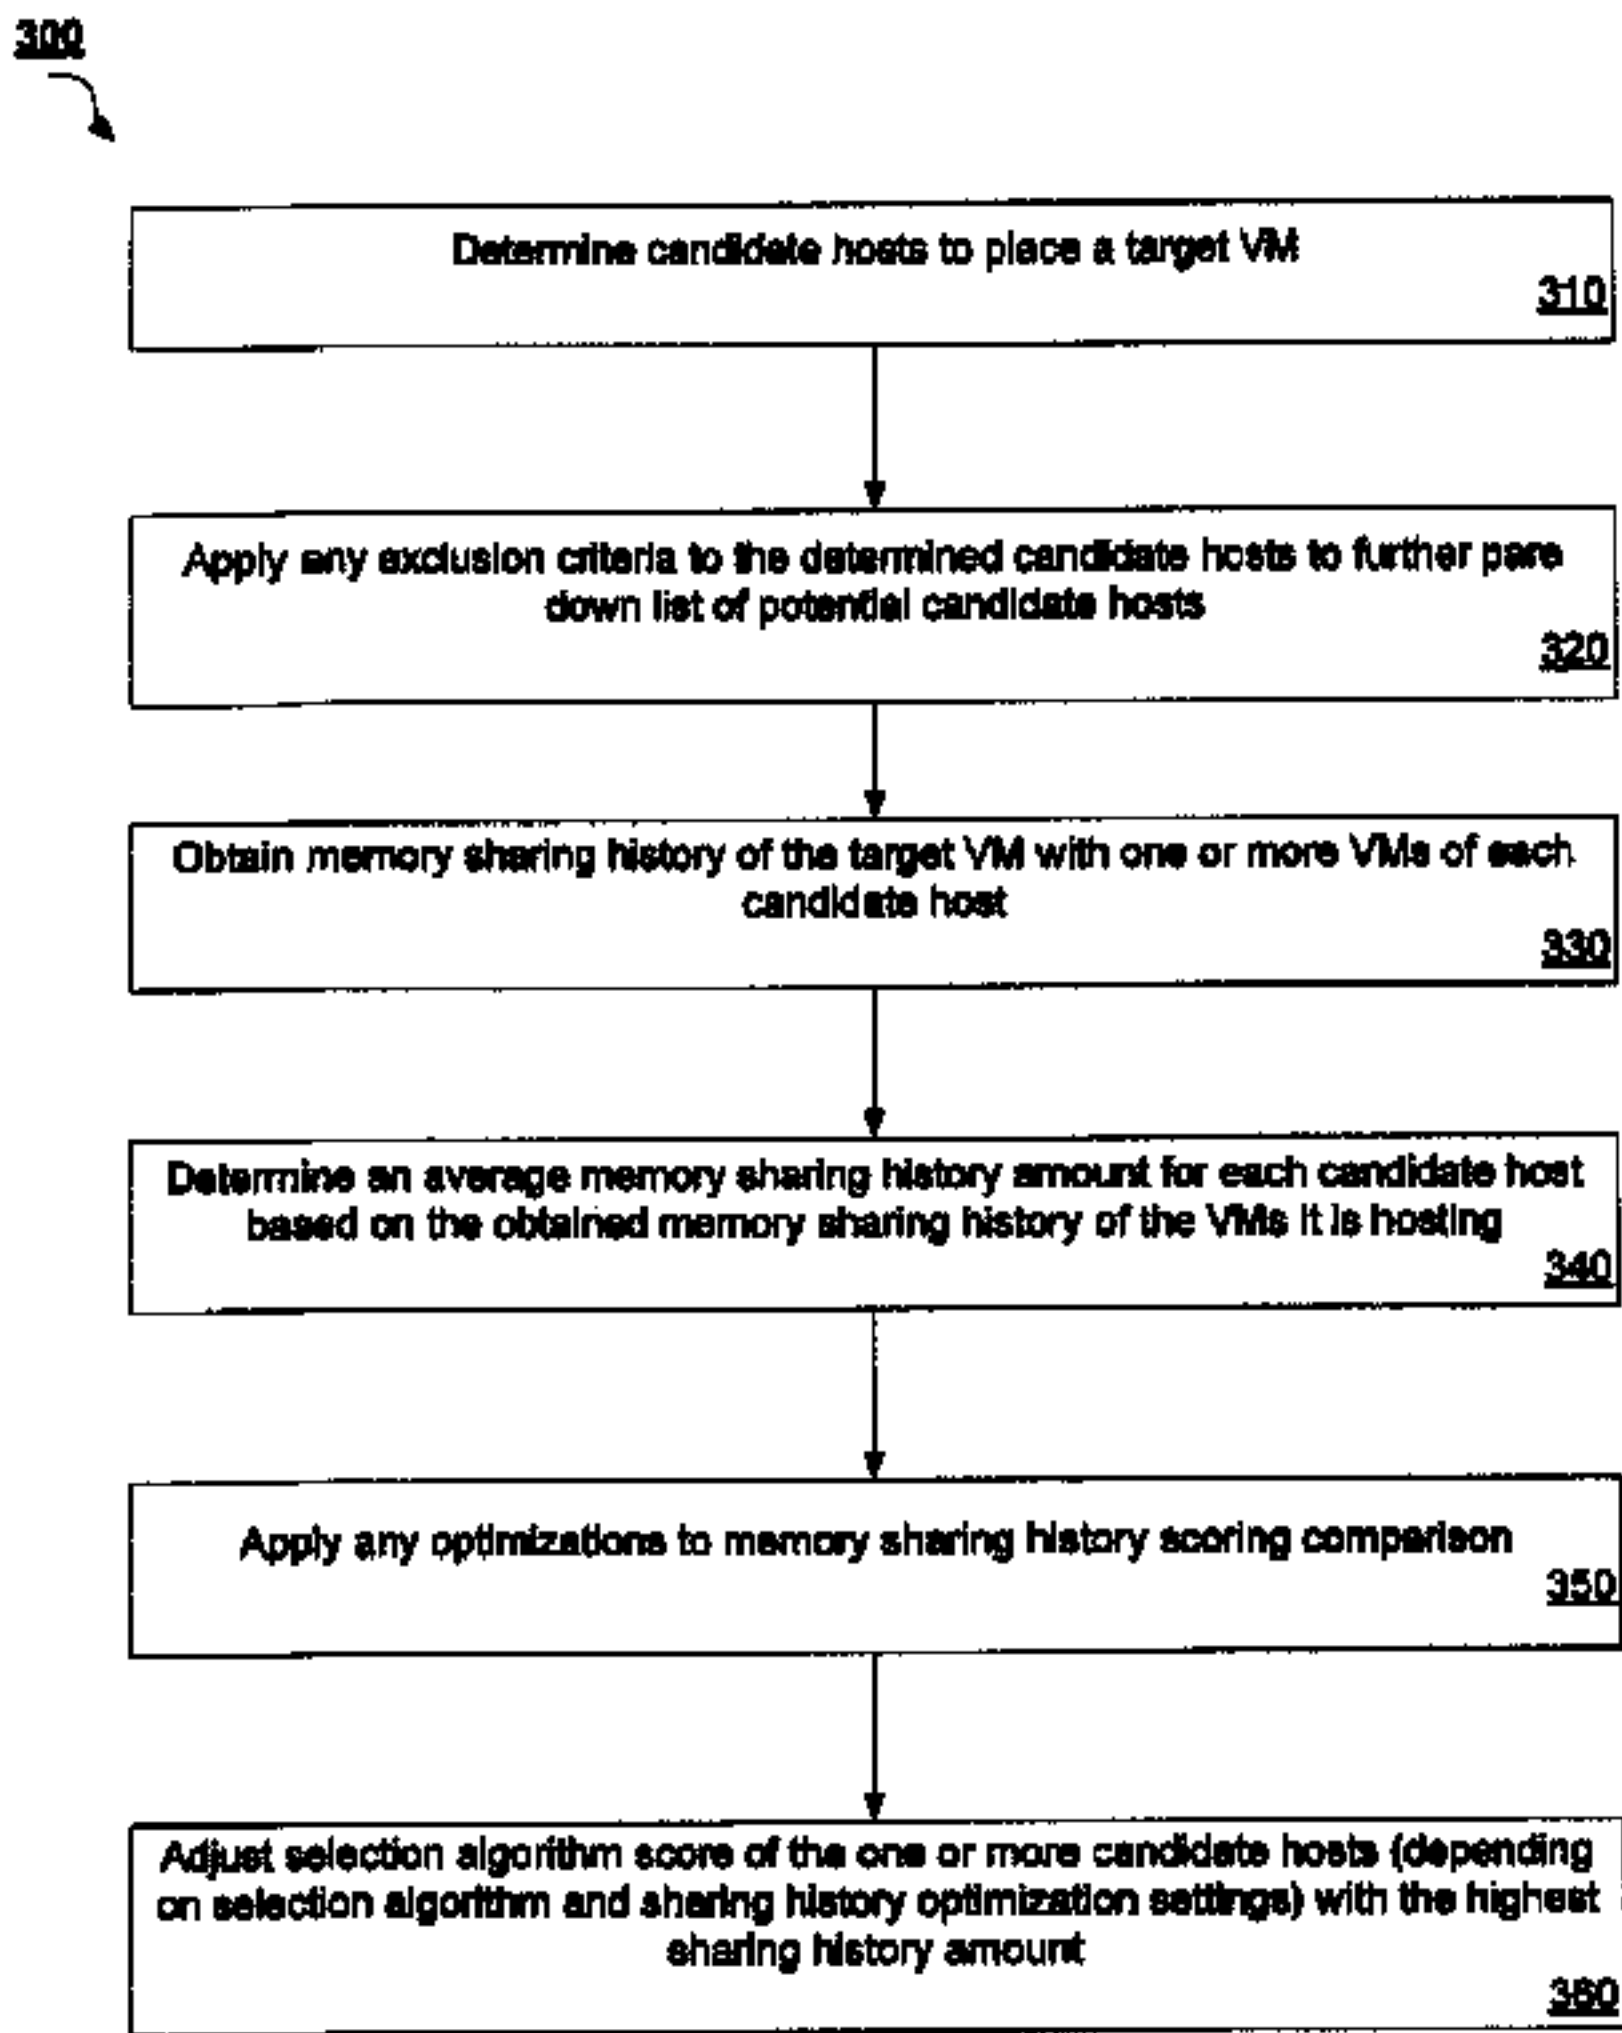 300
Determine candidate hosts to place a target VM
310
Apply any exclusion criteria to the determined candidate hosts to further pare
down list of potential candidate hosts
320
Obtain memory sharing history of the target VM with one or more VMs of each
candidate host
330
Determine an average memory sharing history amount for each candidate host
based on the obtained memory sharing history of the VMs it is hosting
340
Apply any optimizations to memory sharing history scoring comparison
350
Adjust selection algorithm score of the one or more candidate hosts (depending
on selection algorithm and sharing history optimization settings) with the highest
sharing history amount
360